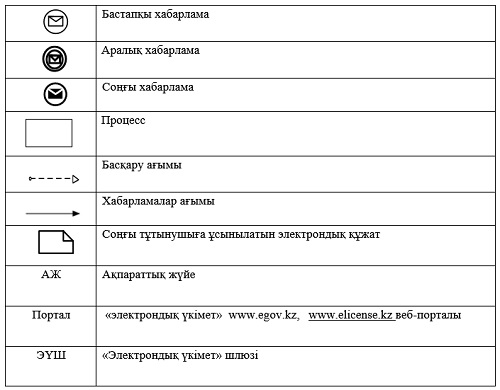 Бастапқы хабарлама
Аралық хабарлама
Соңғы хабарлама
Процесс
Басқару ағымы
Хабарламалар ағымы
Соңғы тұтынушыға ұсынылатын электрондық құжат
АЖ Ақпараттық жүйе
Портал «электрондық үкімет» www.egov.kz, www.elicense.kz веб-порталы
ЭҮШ «Электрондық үкімет» шлюзі